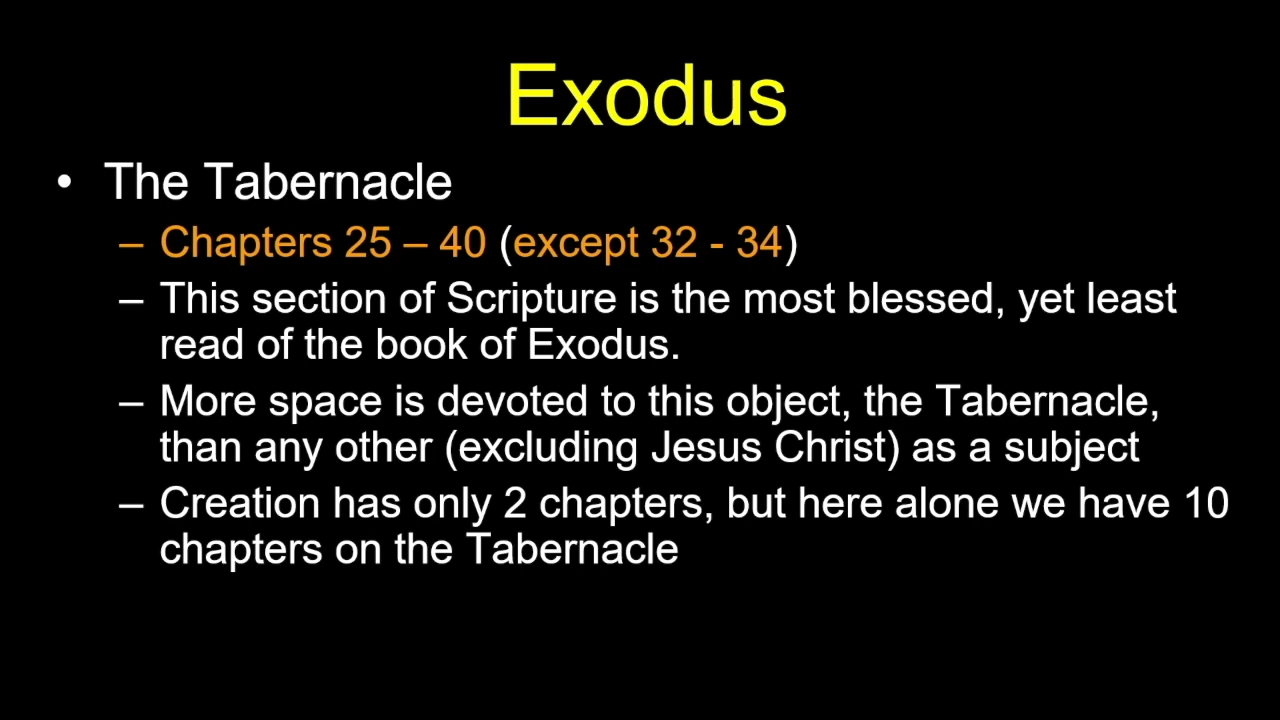 Exodus
• The Tabernacle
– Chapters 25 – 40 (except 32 - 34)
– This section of Scripture is the most blessed, yet least
read of the book of Exodus.
– More space is devoted to this object, the Tabernacle,
than any other (excluding Jesus Christ) as a subject
– Creation has only 2 chapters, but here alone we have 10
chapters on the Tabernacle